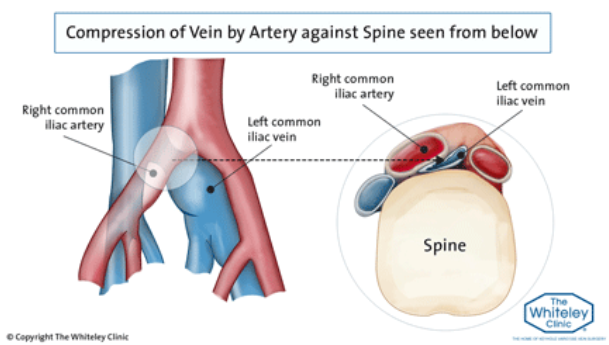 Compression of Vein by Artery against Spine seen from below
Right common
iliac artery
Left common
iliac vein
Right common
iliac artery
Left common
iliac vein
Spine
The
Whiteley
Clinic
© Copyright The Whiteley Clinic